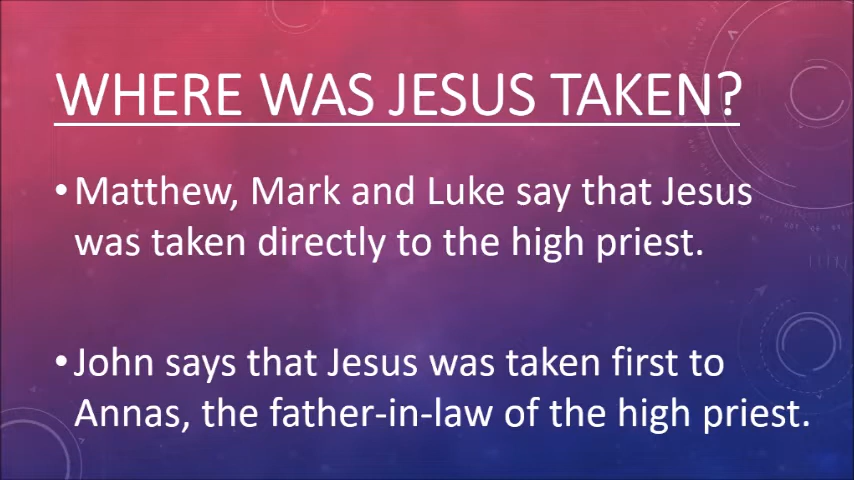 WHERE WAS JESUS TAKEN?
•Matthew, Mark and Luke say that Jesus
was taken directly to the high priest.
•John says that Jesus was taken first to
Annas, the father-in-law of the high priest.